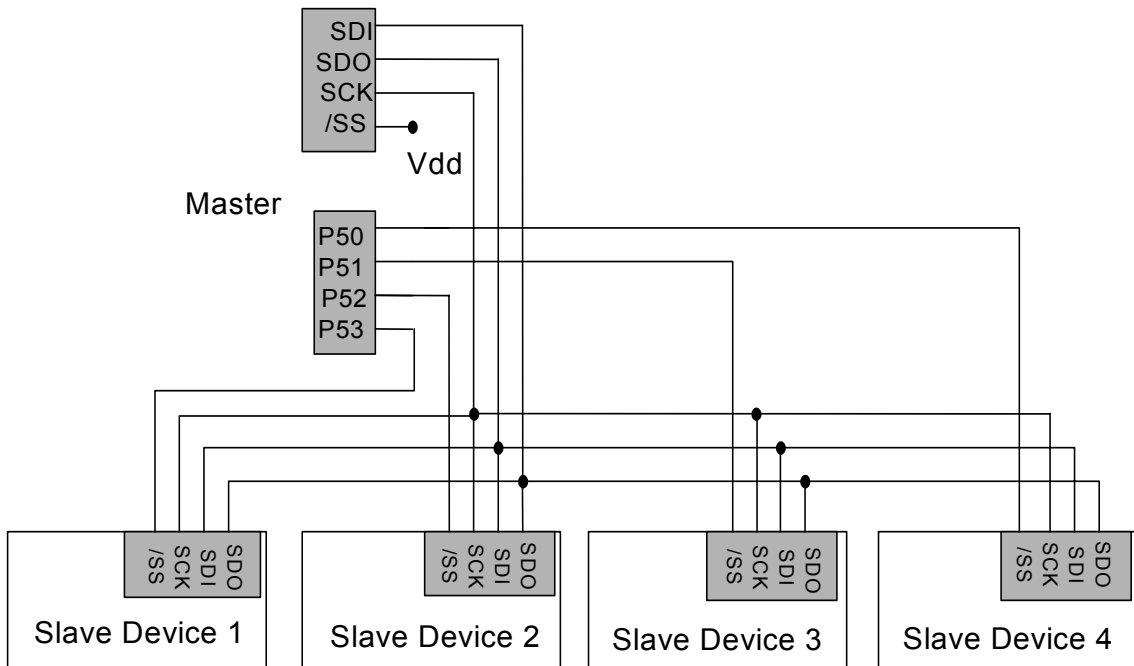 SDI
SDO
SCK
/SS
Vdd
Master
P50
P51
P52
P53
/SS
SCK
SDI
SDO
Slave Device 1
/SS
SCK
SDI
SDO
Slave Device 2
/SS
SCK
SDI
SDO
Slave Device 3
/SS
SCK
SDI
SDO
Slave Device 4